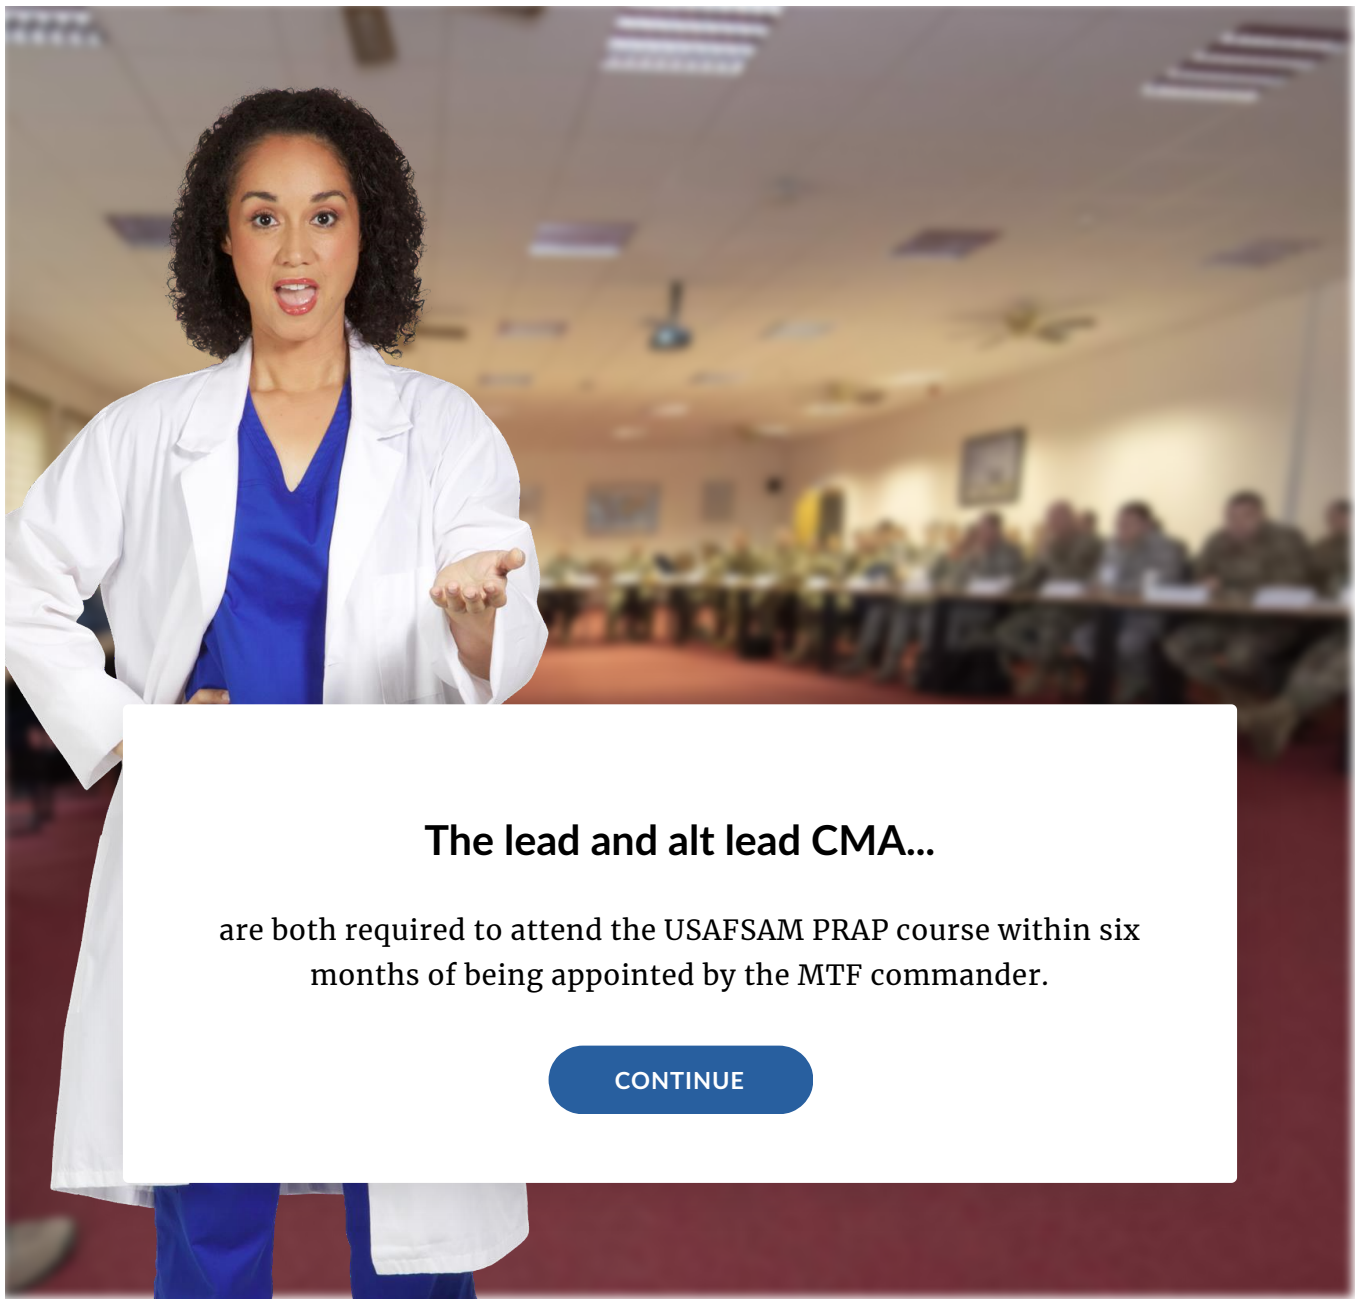 The lead and alt lead CMA...
are both required to attend the USAFSAM PRAP course within six
months of being appointed by the MTF commander.
CONTINUE